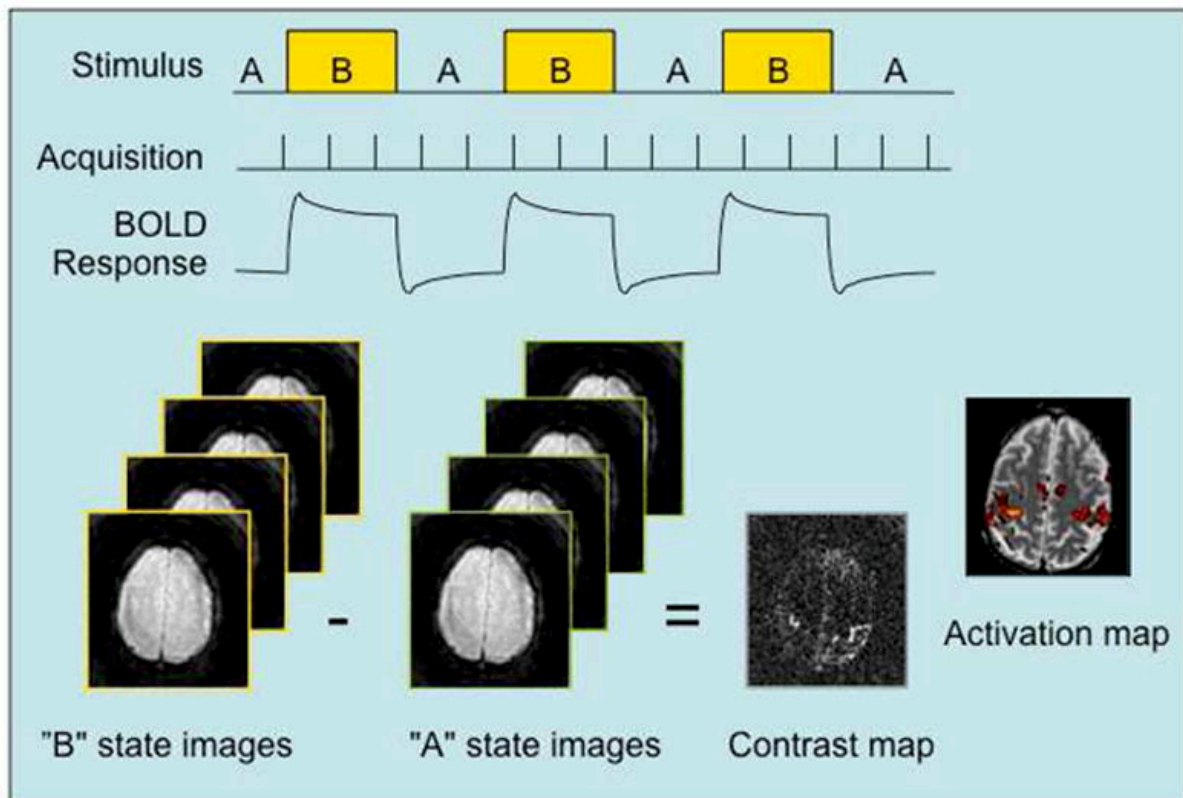 Stimulus
A B A B A B A
Acquisition
BOLD
Response
-
=
Activation map
"B" state images
"A" state images
Contrast map